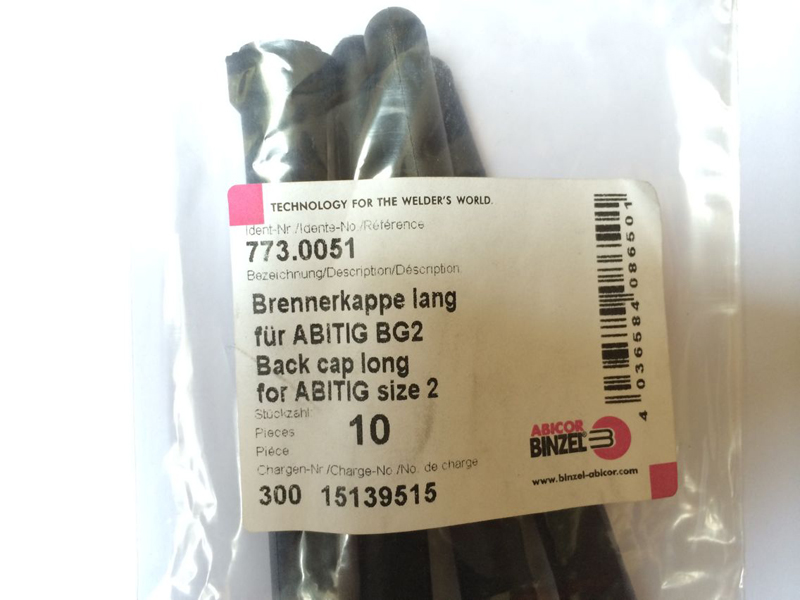 TECHNOLOGY FOR THE WELDER'S WORLD.
Ident-Nr./Idente-No./Référence
773.0051
Bezeichnung/Description/Déscription:
Brennerkappe lang
für ABITIG BG2
Back cap long
for ABITIG size 2
Stückzahl:
Pieces
Piéce
10
Chargen-Nr./Charge-No./No. de charge
300 15139515
4 036584 086501
ABICOR
BINZEL
www.binzel-abicor.com